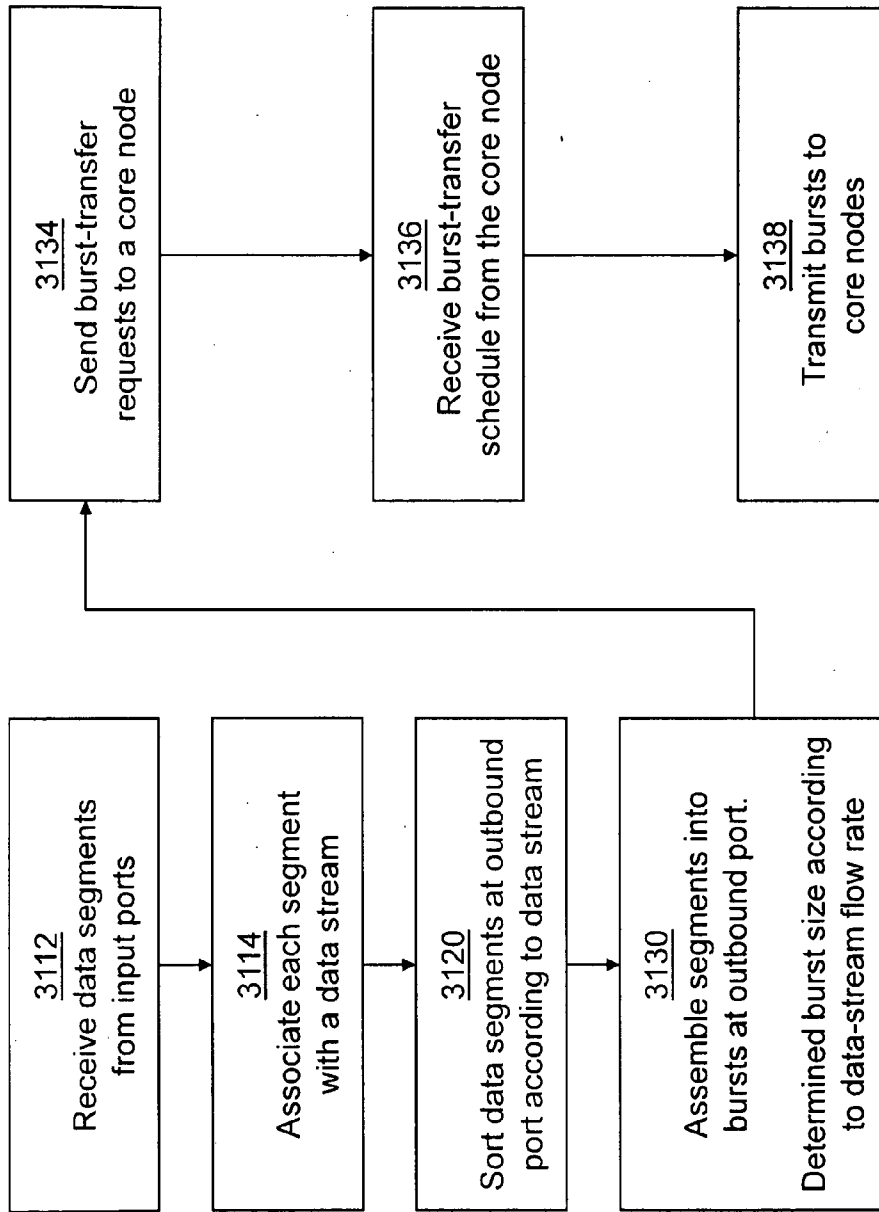 3112
Receive data segments
from input ports
3114
Associate each segment
with a data stream
3120
Sort data segments at outbound
port according to data stream
3130
Assemble segments into
bursts at outbound port.
Determined burst size according
to data-stream flow rate
3134
Send burst-transfer
requests to a core node
3136
Receive burst-transfer
schedule from the core node
3138
Transmit bursts to
core nodes